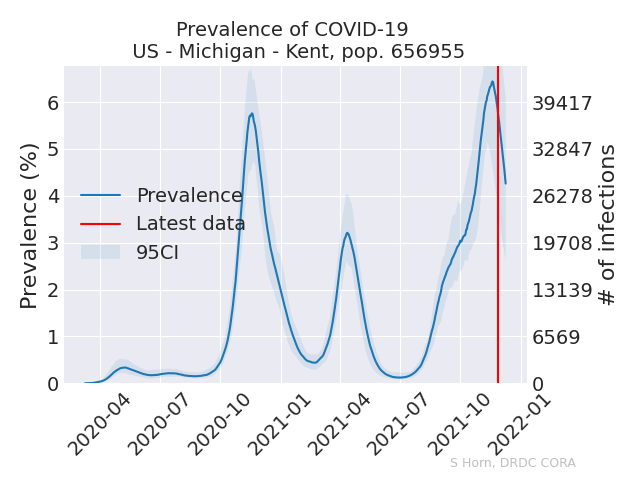 Prevalence of COVID-19
US - Michigan - Kent, pop. 656955
Prevalence (%)
6
5
4
3
2
1
0
Prevalence
Latest data
95CI
39417
32847
26278
19708
13139
6569
0
# of infections
2020-04
2020-07
2020-10
2021-01
2021-04
2021-07
2021-10
2022-01
S Horn, DRDC CORA